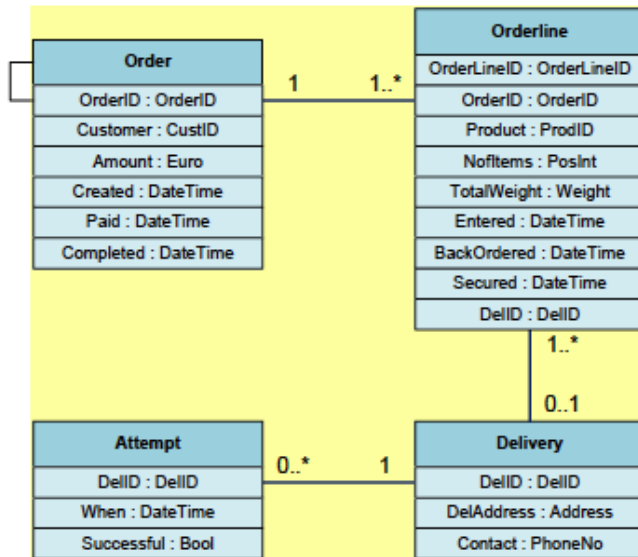 Order
OrderID : OrderID
Customer : CustID
Amount : Euro
Created : DateTime
Paid : DateTime
Completed : DateTime
1
1..*
Orderline
OrderLineID : OrderLineID
OrderID : OrderID
Product : ProdID
NofItems : PosInt
TotalWeight : Weight
Entered : DateTime
BackOrdered : DateTime
Secured : DateTime
DelID : DelID
1..*
0..1
Attempt
DelID : DelID
When : DateTime
Successful : Bool
0..*
1
Delivery
DelID : DelID
DelAddress : Address
Contact : PhoneNo